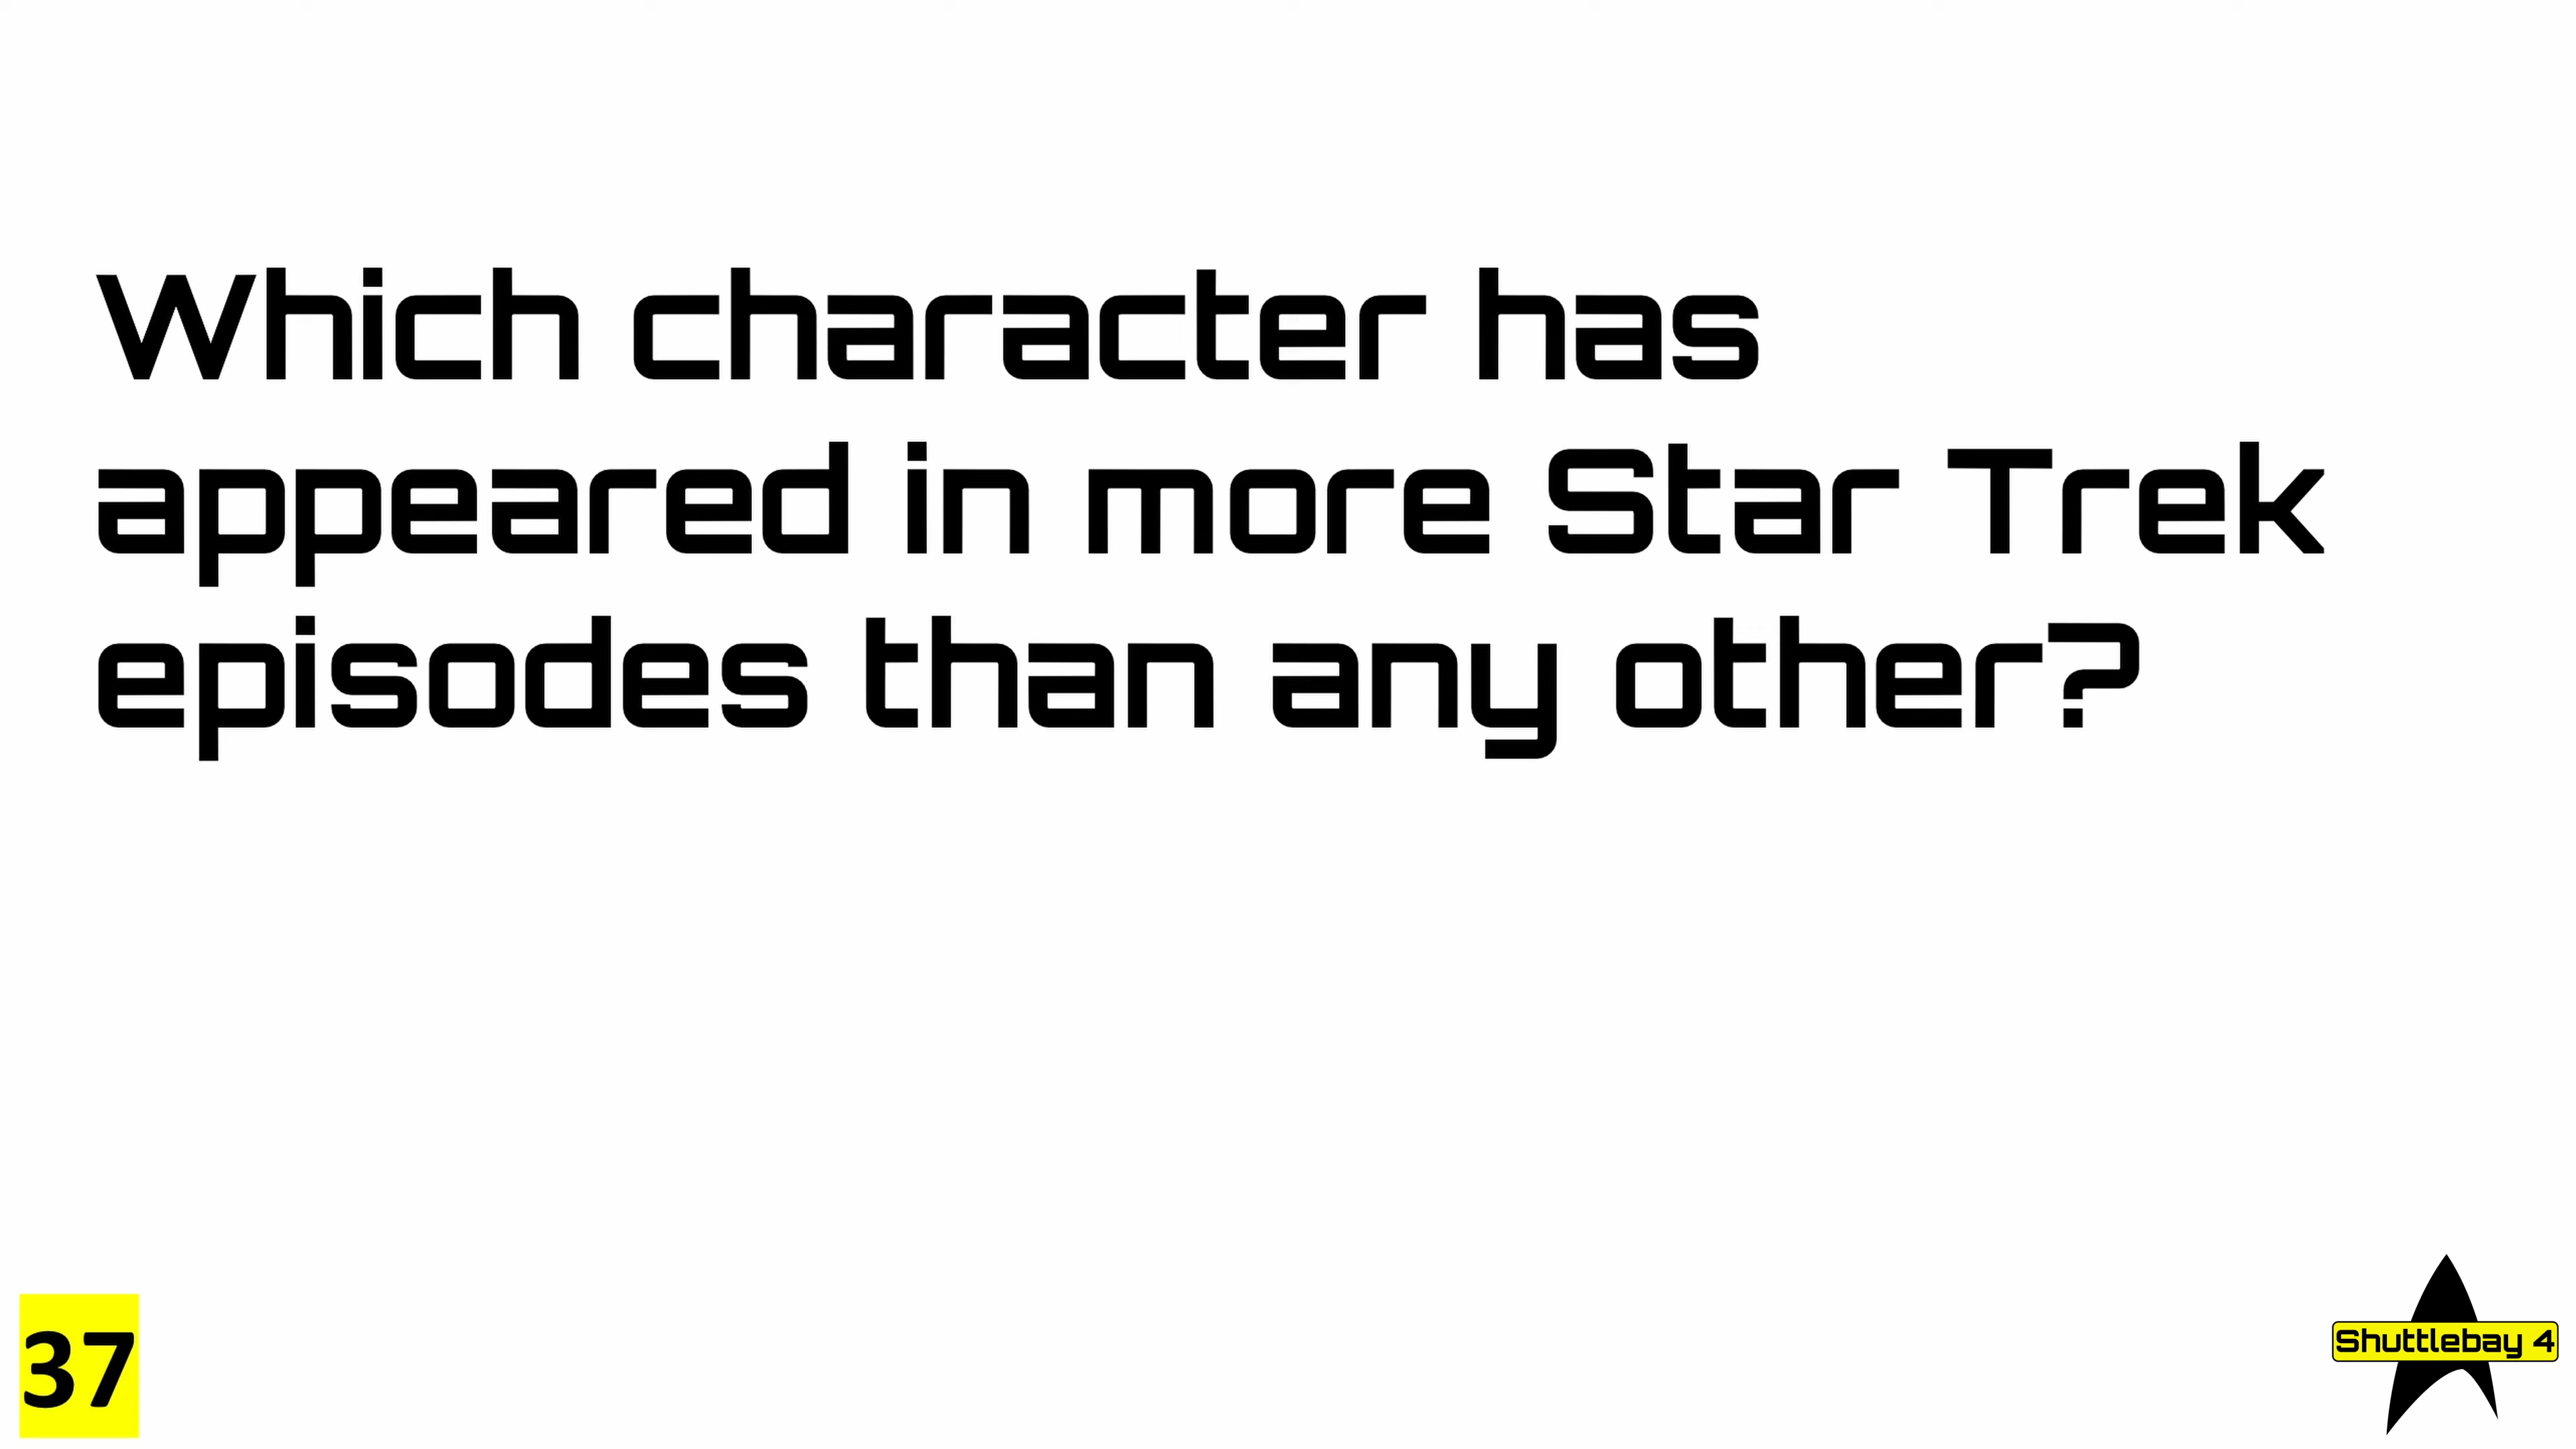 Which character has
appeared in more Star Trek
episodes than any other?
37
Shuttlebay 4